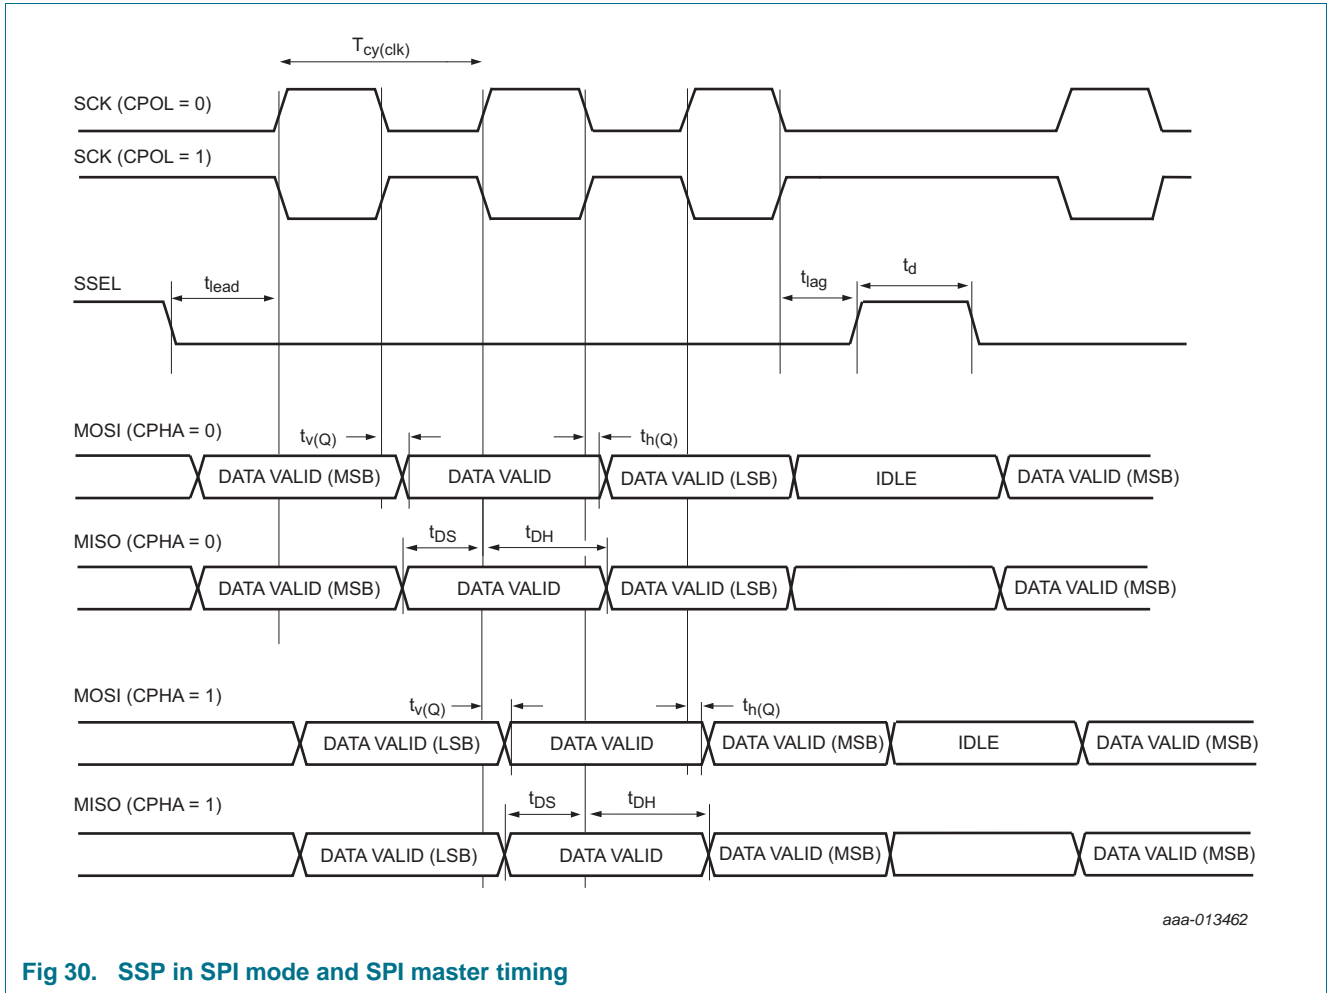 Tcy(clk)
SCK (CPOL = 0)
SCK (CPOL = 1)
SSEL
tlead
tlag
td
MOSI (CPHA = 0)
tv(Q)
th(Q)
DATA VALID (MSB)
DATA VALID
DATA VALID (LSB)
IDLE
DATA VALID (MSB)
MISO (CPHA = 0)
tDS
tDH
DATA VALID (MSB)
DATA VALID
DATA VALID (LSB)
DATA VALID (MSB)
MOSI (CPHA = 1)
tv(Q)
th(Q)
DATA VALID (LSB)
DATA VALID
DATA VALID (MSB)
IDLE
DATA VALID (MSB)
MISO (CPHA = 1)
tDS
tDH
DATA VALID (LSB)
DATA VALID
DATA VALID (MSB)
DATA VALID (MSB)
aaa-013462
Fig 30. SSP in SPI mode and SPI master timing